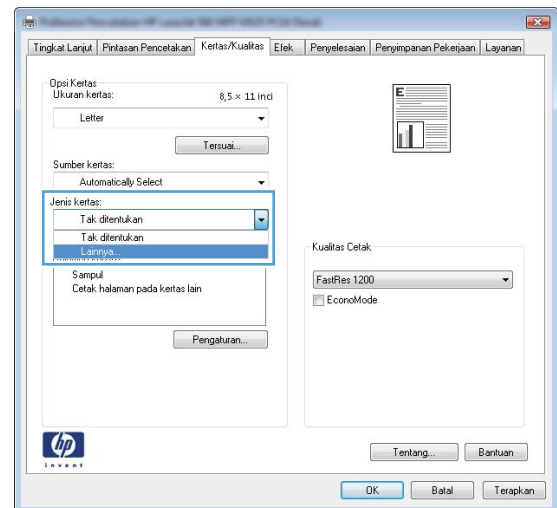 Tingkat Lanjut Pintasan Pencetakan Kertas/Kualitas Efek Penyelesaian Penyimpanan Pekerjaan Layanan
Opsi Kertas
Ukuran kertas: 8,5 × 11 inci
Letter
Tersuai...
Sumber kertas:
Automatically Select
Jenis kertas:
Tak ditentukan
Tak ditentukan
Lainnya...
Sampul
Cetak halaman pada kertas lain
Pengaturan...
E
Kualitas Cetak
FastRes 1200
EconoMode
hp
invent
Tentang... Bantuan
OK Batal Terapkan